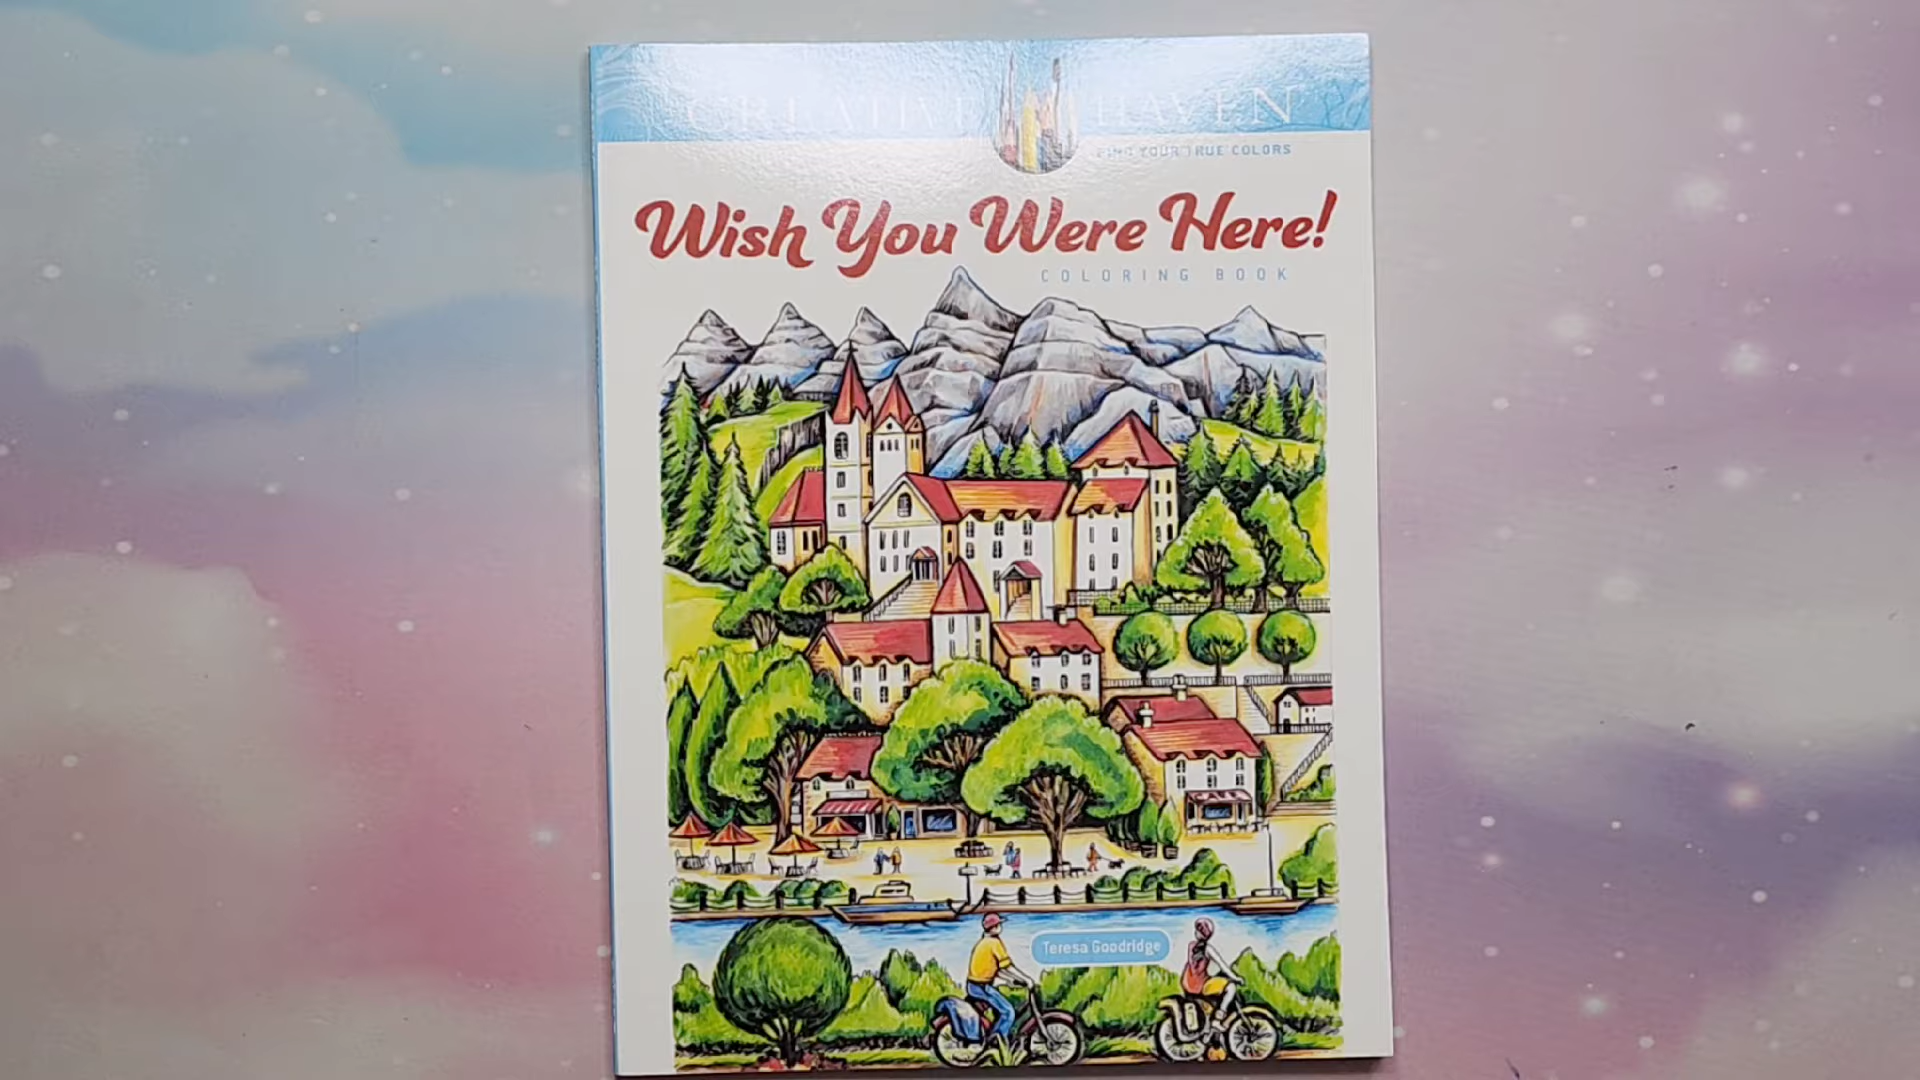 CREATIVE HAVEN
FIND YOUR TRUE COLORS
Wish You Were Here!
COLORING BOOK
Teresa Goodridge